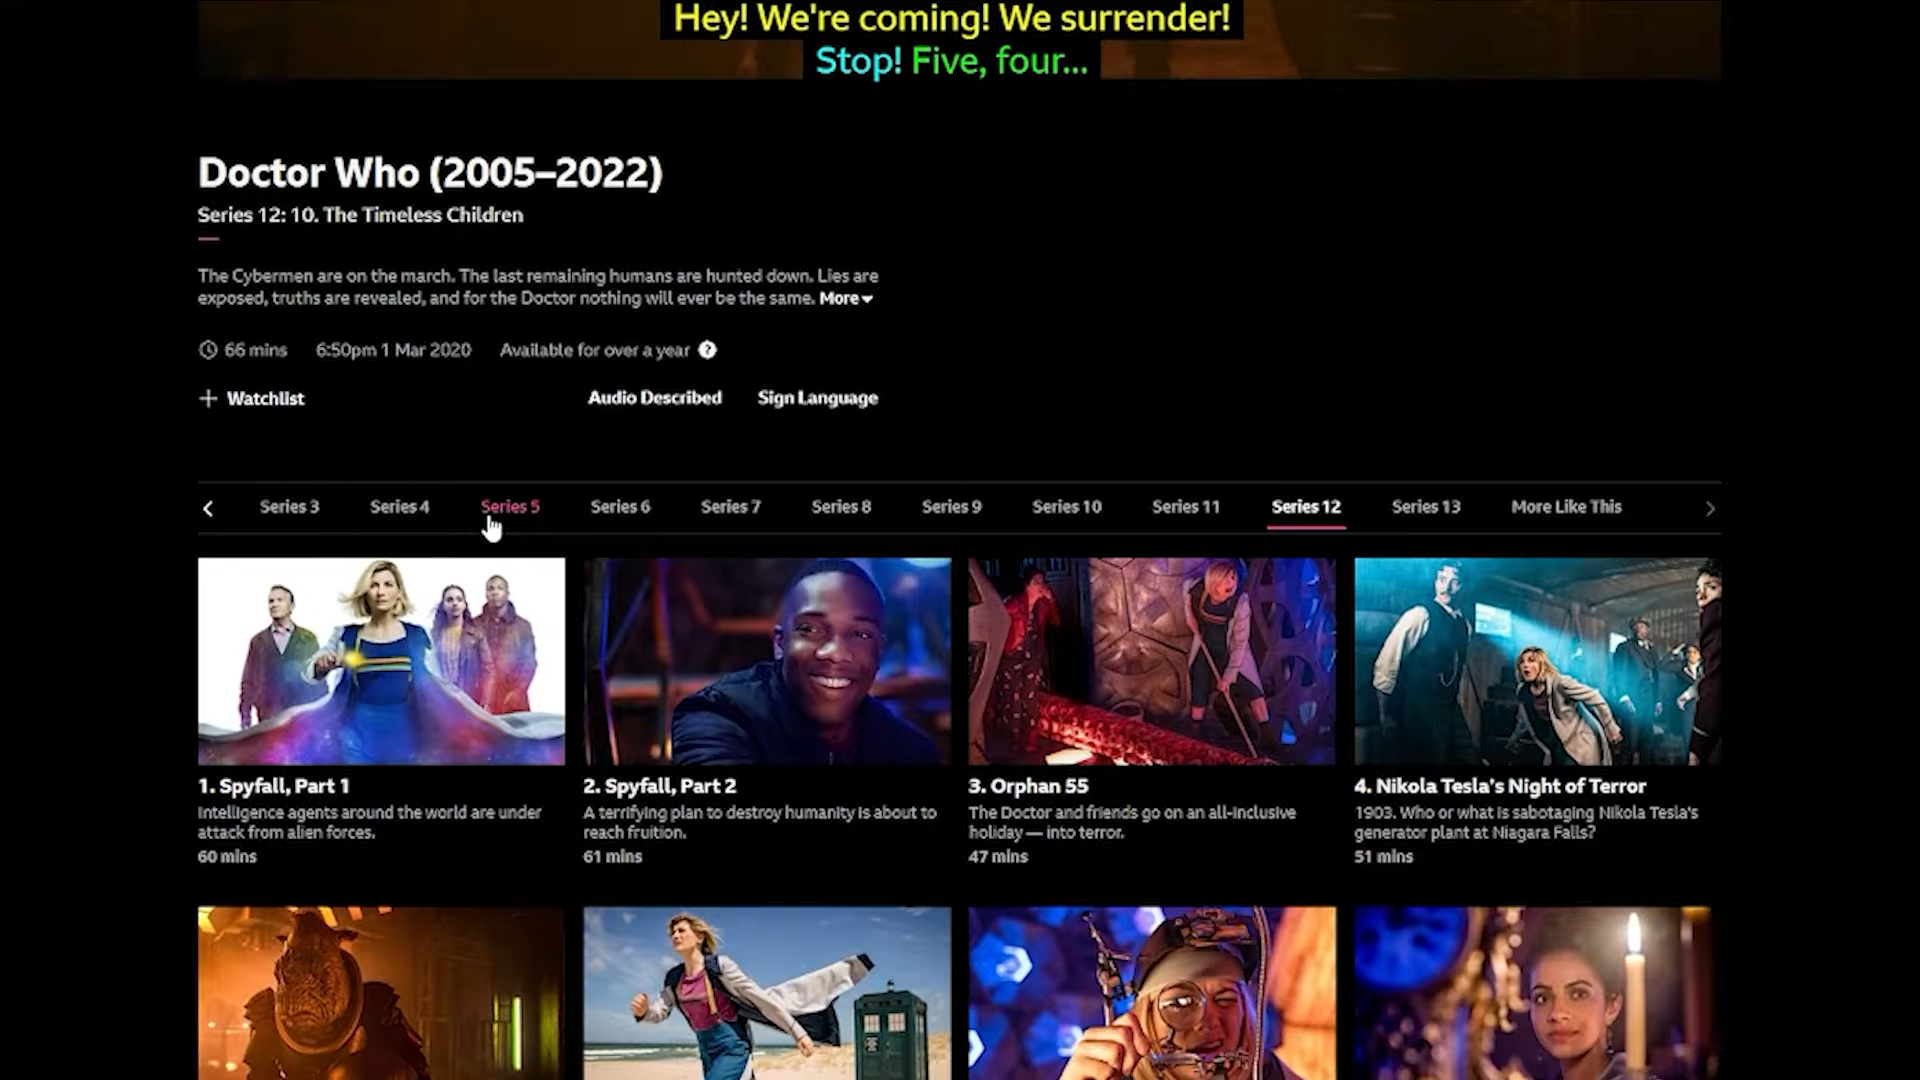 Hey! We're coming! We surrender!
Stop! Five, four...
Doctor Who (2005–2022)
Series 12: 10. The Timeless Children
The Cybermen are on the march. The last remaining humans are hunted down. Lies are
exposed, truths are revealed, and for the Doctor nothing will ever be the same. More
66 mins 6:50pm 1 Mar 2020 Available for over a year ?
+ Watchlist Audio Described Sign Language
Series 3 Series 4 Series 5 Series 6 Series 7 Series 8 Series 9 Series 10 Series 11 Series 12 Series 13 More Like This
1. Spyfall, Part 1
Intelligence agents around the world are under
attack from alien forces.
60 mins
2. Spyfall, Part 2
A terrifying plan to destroy humanity is about to
reach fruition.
61 mins
3. Orphan 55
The Doctor and friends go on an all-inclusive
holiday — into terror.
47 mins
4. Nikola Tesla's Night of Terror
1903. Who or what is sabotaging Nikola Tesla's
generator plant at Niagara Falls?
51 mins